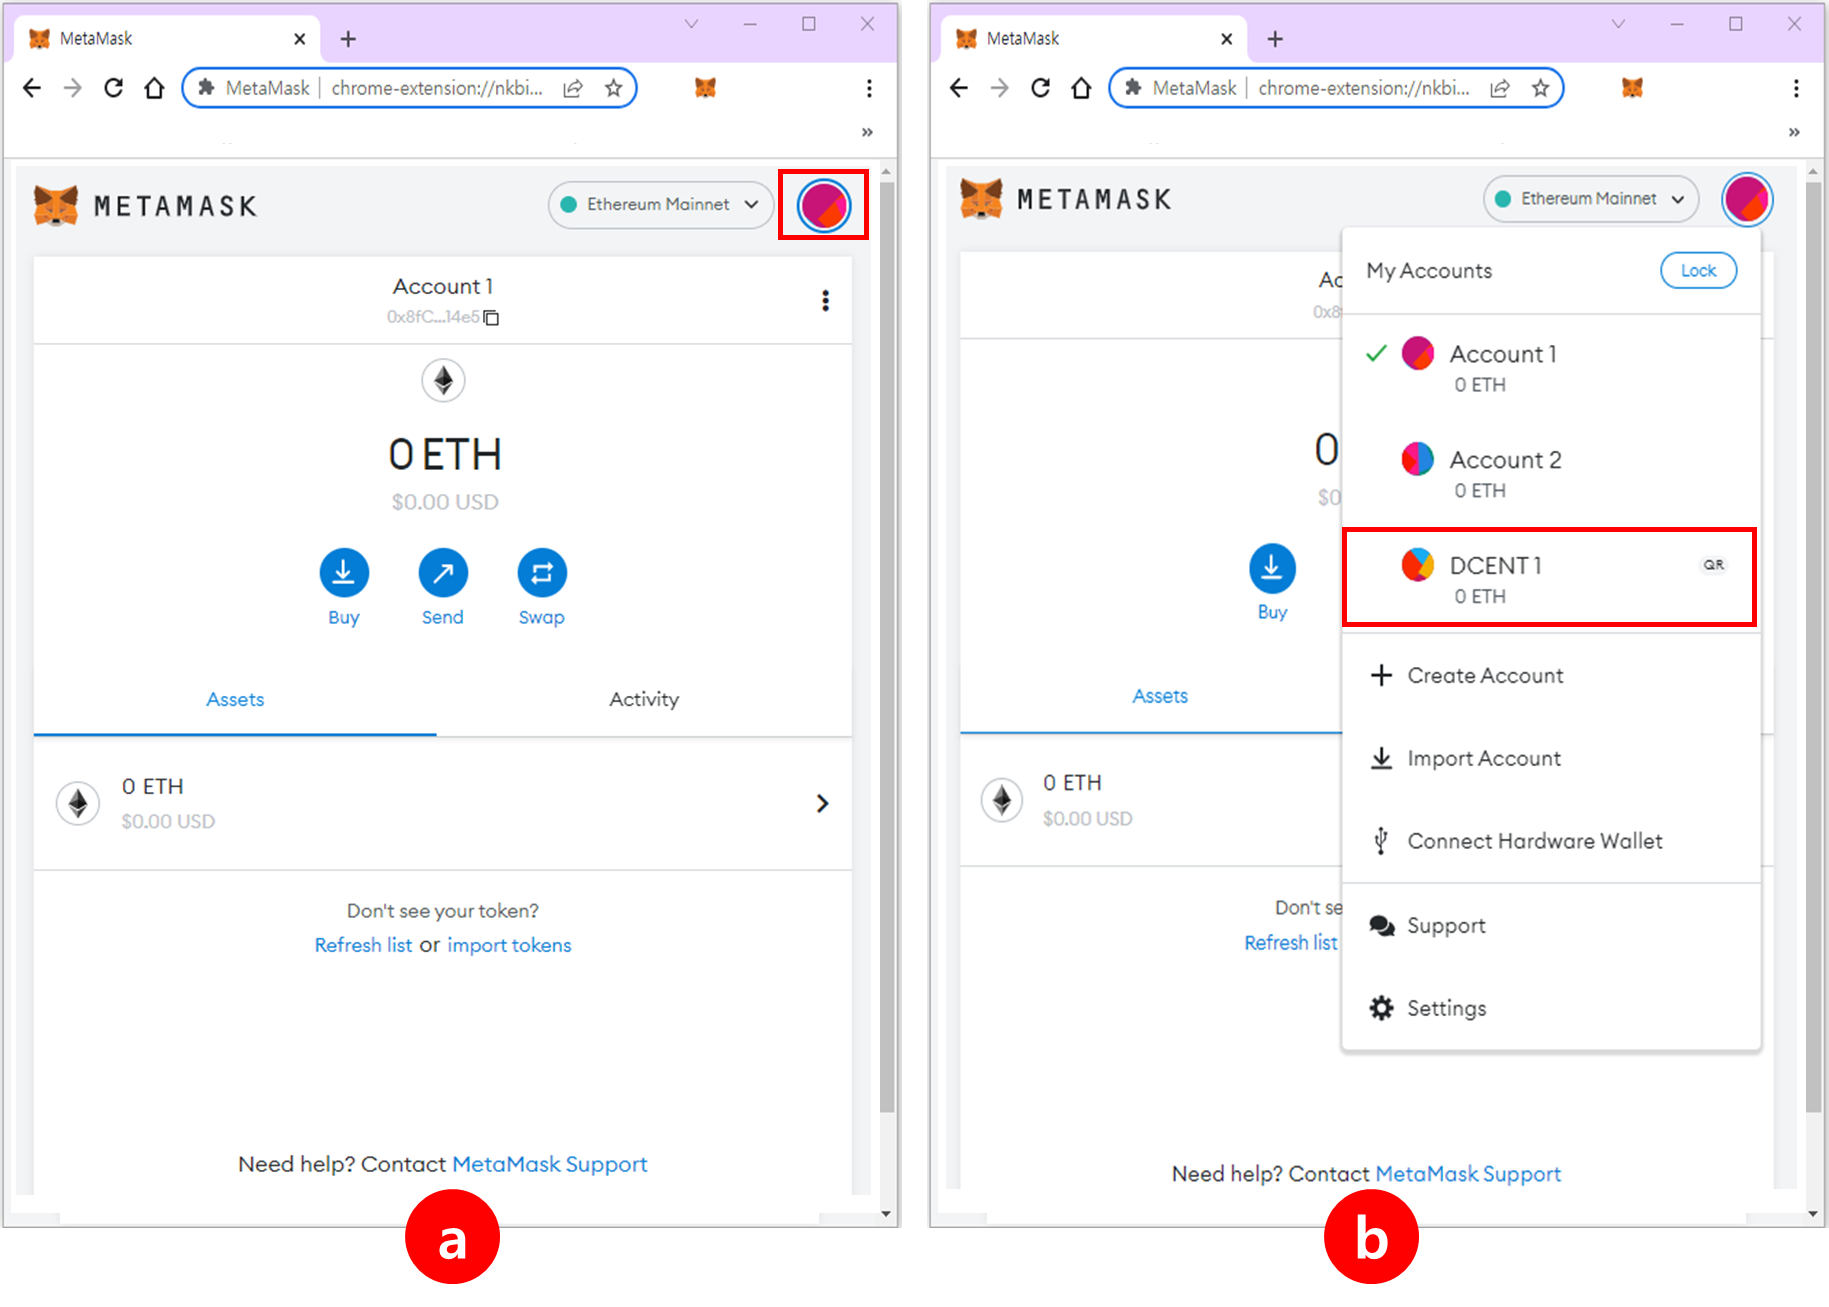 MetaMask
MetaMask | chrome-extension://nkbi...
»
METAMASK
Ethereum Mainnet
Account 1
0x8fC...14e5
0 ETH
$0.00 USD
Buy Send Swap
Assets Activity
0 ETH
$0.00 USD
Don't see your token?
Refresh list or import tokens
Need help? Contact MetaMask Support
a
MetaMask
MetaMask | chrome-extension://nkbi...
»
METAMASK
Ethereum Mainnet
Ac
0x8
0
$0
Buy
Assets
0 ETH
$0.00 USD
Don't se
Refresh list
My Accounts Lock
Account 1
0 ETH
Account 2
0 ETH
DCENT 1 QR
0 ETH
Create Account
Import Account
Connect Hardware Wallet
Support
Settings
Need help? Contact MetaMask Support
b